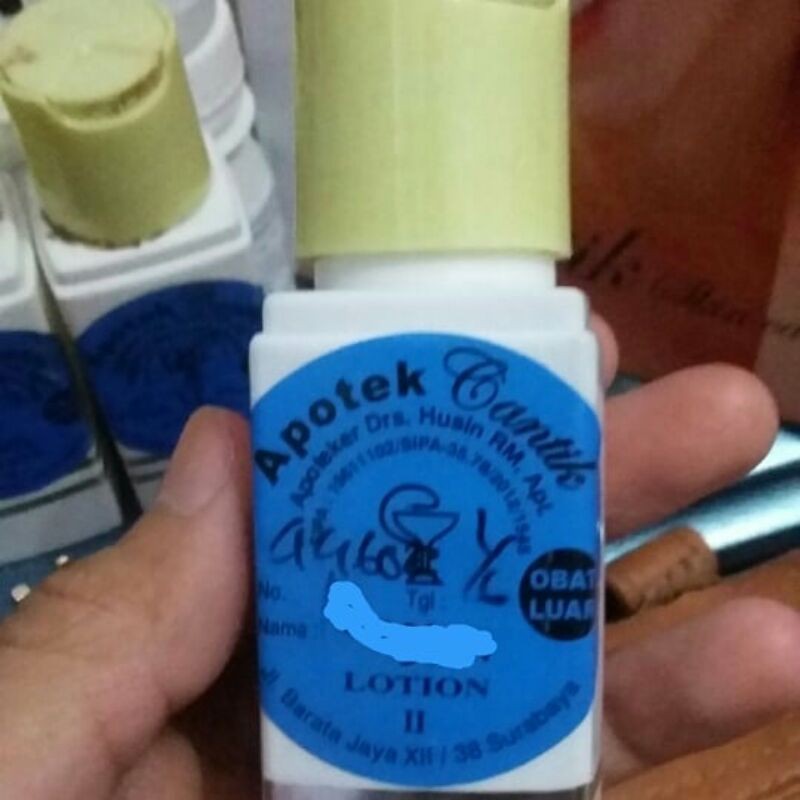 Apotek Cantik
Apoteker Drs. Husin RM, Apt.
No.
Tgl :
Nama :
OBAT
LUAR
LOTION
II
Jl. Barata Jaya XII / 38 Surabaya